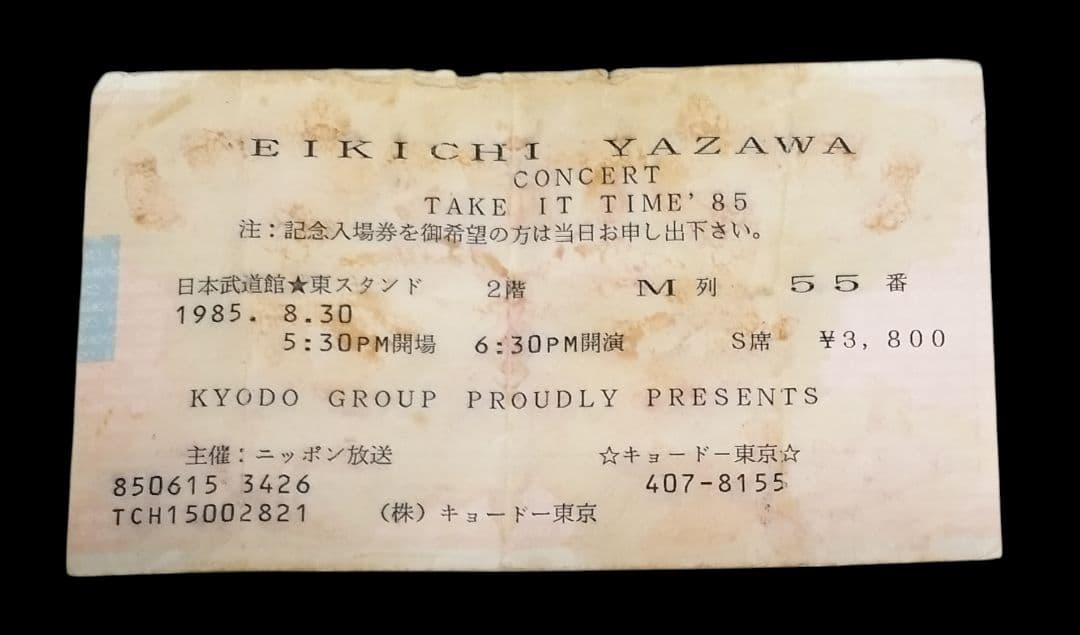 EIKICHI YAZAWA
CONCERT
TAKE IT TIME'85
注：記念入場券を御希望の方は当日お申し出下さい。
日本武道館★東スタンド 2階 M列 55番
1985. 8.30
5:30PM開場 6:30PM開演 S席 ¥3,800
KYODO GROUP PROUDLY PRESENTS
主催：ニッポン放送 ☆キョードー東京☆
850615 3426 407-8155
TCH15002821 （株）キョードー東京